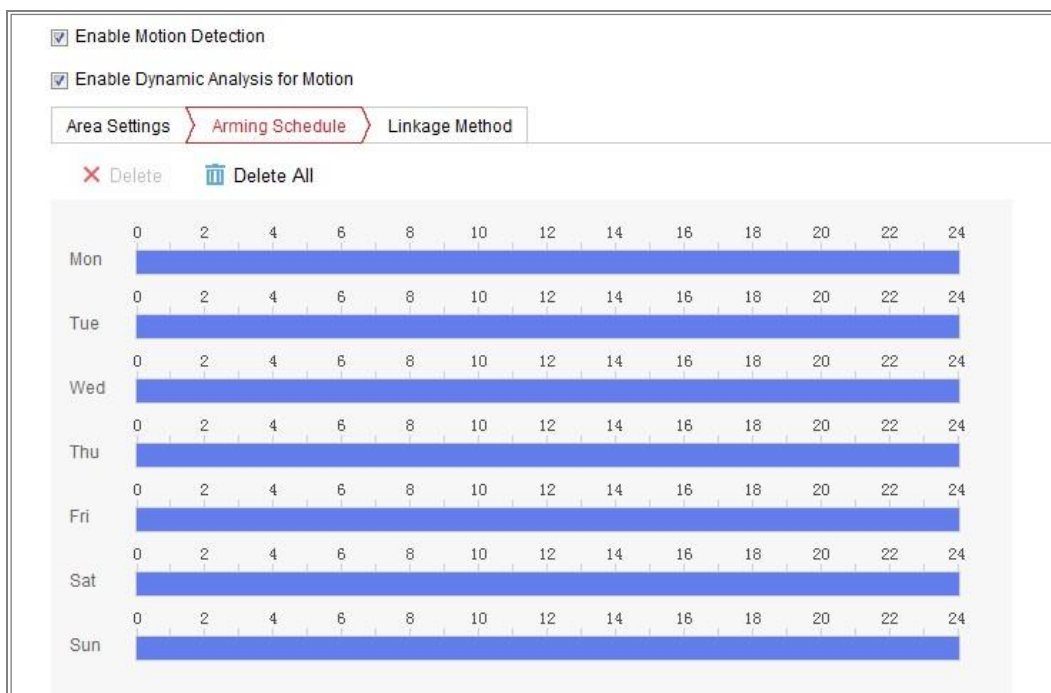 Enable Motion Detection
Enable Dynamic Analysis for Motion
Area Settings Arming Schedule Linkage Method
Delete Delete All
0 2 4 6 8 10 12 14 16 18 20 22 24
Mon
0 2 4 6 8 10 12 14 16 18 20 22 24
Tue
0 2 4 6 8 10 12 14 16 18 20 22 24
Wed
0 2 4 6 8 10 12 14 16 18 20 22 24
Thu
0 2 4 6 8 10 12 14 16 18 20 22 24
Fri
0 2 4 6 8 10 12 14 16 18 20 22 24
Sat
0 2 4 6 8 10 12 14 16 18 20 22 24
Sun